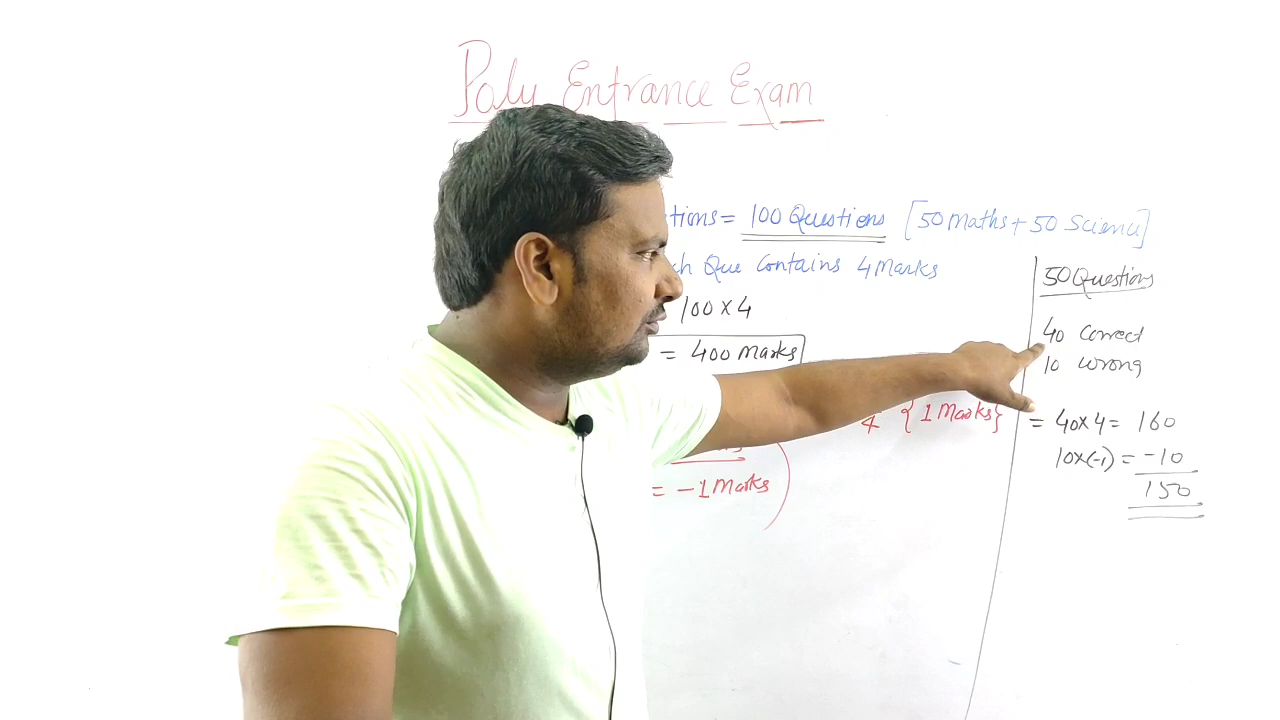 Poly Entrance Exam
tions = 100 Questions [50 Maths + 50 Science]
ch Que contains 4 Marks
100 x 4
= 400 Marks
4 {1 Marks}
= -1 Marks
50 Questions
40 Correct
10 wrong
= 40x4 = 160
10x(-1) = -10
150